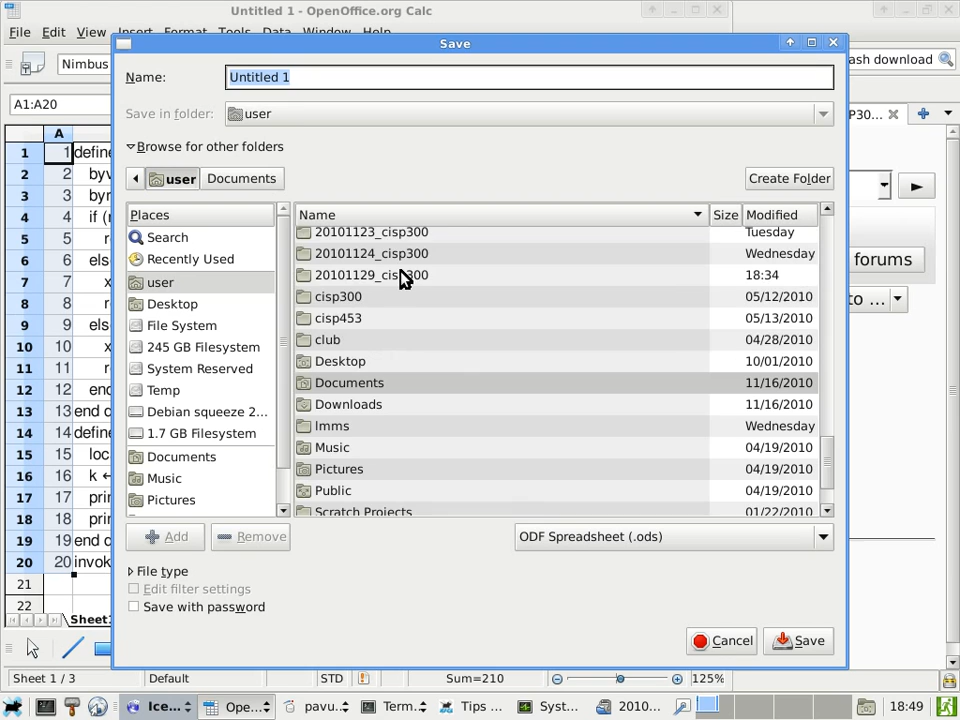 Untitled 1 - OpenOffice.org Calc
File Edit View Insert Format Tools Data Window Help
Save
Nimbus
ash download
Name:
Untitled 1
A1:A20
Save in folder:
user
P30...
Browse for other folders
user
Documents
Create Folder
A
Places
Name
Size
Modified
Search
Recently Used
user
Desktop
File System
245 GB Filesystem
System Reserved
Temp
Debian squeeze 2...
1.7 GB Filesystem
Documents
Music
Pictures
20101123_cisp300 Tuesday
20101124_cisp300 Wednesday
20101129_cisp300 18:34
cisp300 05/12/2010
cisp453 05/13/2010
club 04/28/2010
Desktop 10/01/2010
Documents 11/16/2010
Downloads 11/16/2010
lmms Wednesday
Music 04/19/2010
Pictures 04/19/2010
Public 04/19/2010
Scratch Projects 01/22/2010
1 1 define
2 2 byv
3 3 byr
4 4 if (r
5 5 r
6 6 els
7 7 x
8 8 r
9 9 els
10 10 x
11 11 r
12 12 end
13 13 end d
14 14 define
15 15 loc
16 16 k ←
17 17 prin
18 18 prin
19 19 end d
20 20 invok
21
22
forums
to ...
Add
Remove
ODF Spreadsheet (.ods)
File type
Edit filter settings
Save with password
Cancel
Save
Sheet1
Sheet 1 / 3
Default
STD
Sum=210
125%
Ice...
Ope...
pavu...
Term...
Tips ...
Syst...
2010...
18:49